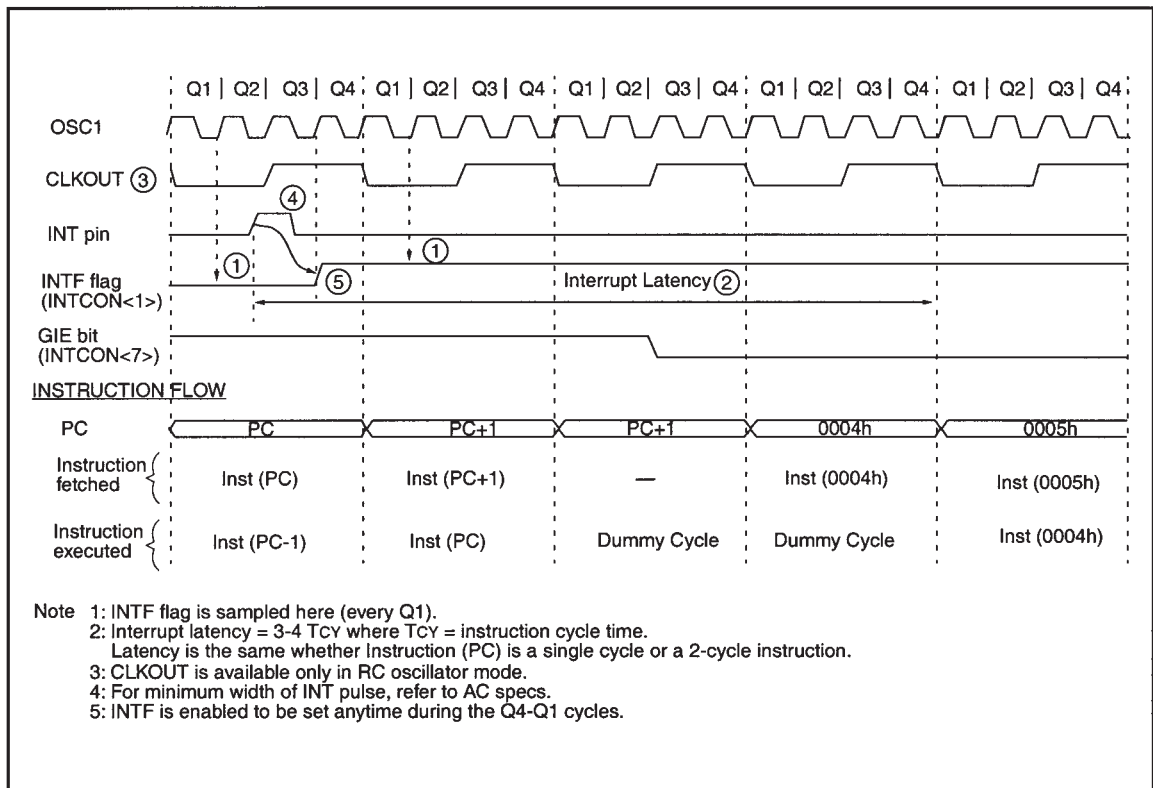 Q1 | Q2 | Q3 | Q4 Q1 | Q2 | Q3 | Q4 Q1 | Q2 | Q3 | Q4 Q1 | Q2 | Q3 | Q4 Q1 | Q2 | Q3 | Q4
OSC1
CLKOUT ③
④
INT pin
① ①
INTF flag ⑤ Interrupt Latency ②
(INTCON<1>)
GIE bit
(INTCON<7>)
INSTRUCTION FLOW
PC PC PC+1 PC+1 0004h 0005h
Instruction
fetched Inst (PC) Inst (PC+1) — Inst (0004h) Inst (0005h)
Instruction
executed Inst (PC-1) Inst (PC) Dummy Cycle Dummy Cycle Inst (0004h)
Note 1: INTF flag is sampled here (every Q1).
2: Interrupt latency = 3-4 TCY where TCY = instruction cycle time.
Latency is the same whether Instruction (PC) is a single cycle or a 2-cycle instruction.
3: CLKOUT is available only in RC oscillator mode.
4: For minimum width of INT pulse, refer to AC specs.
5: INTF is enabled to be set anytime during the Q4-Q1 cycles.